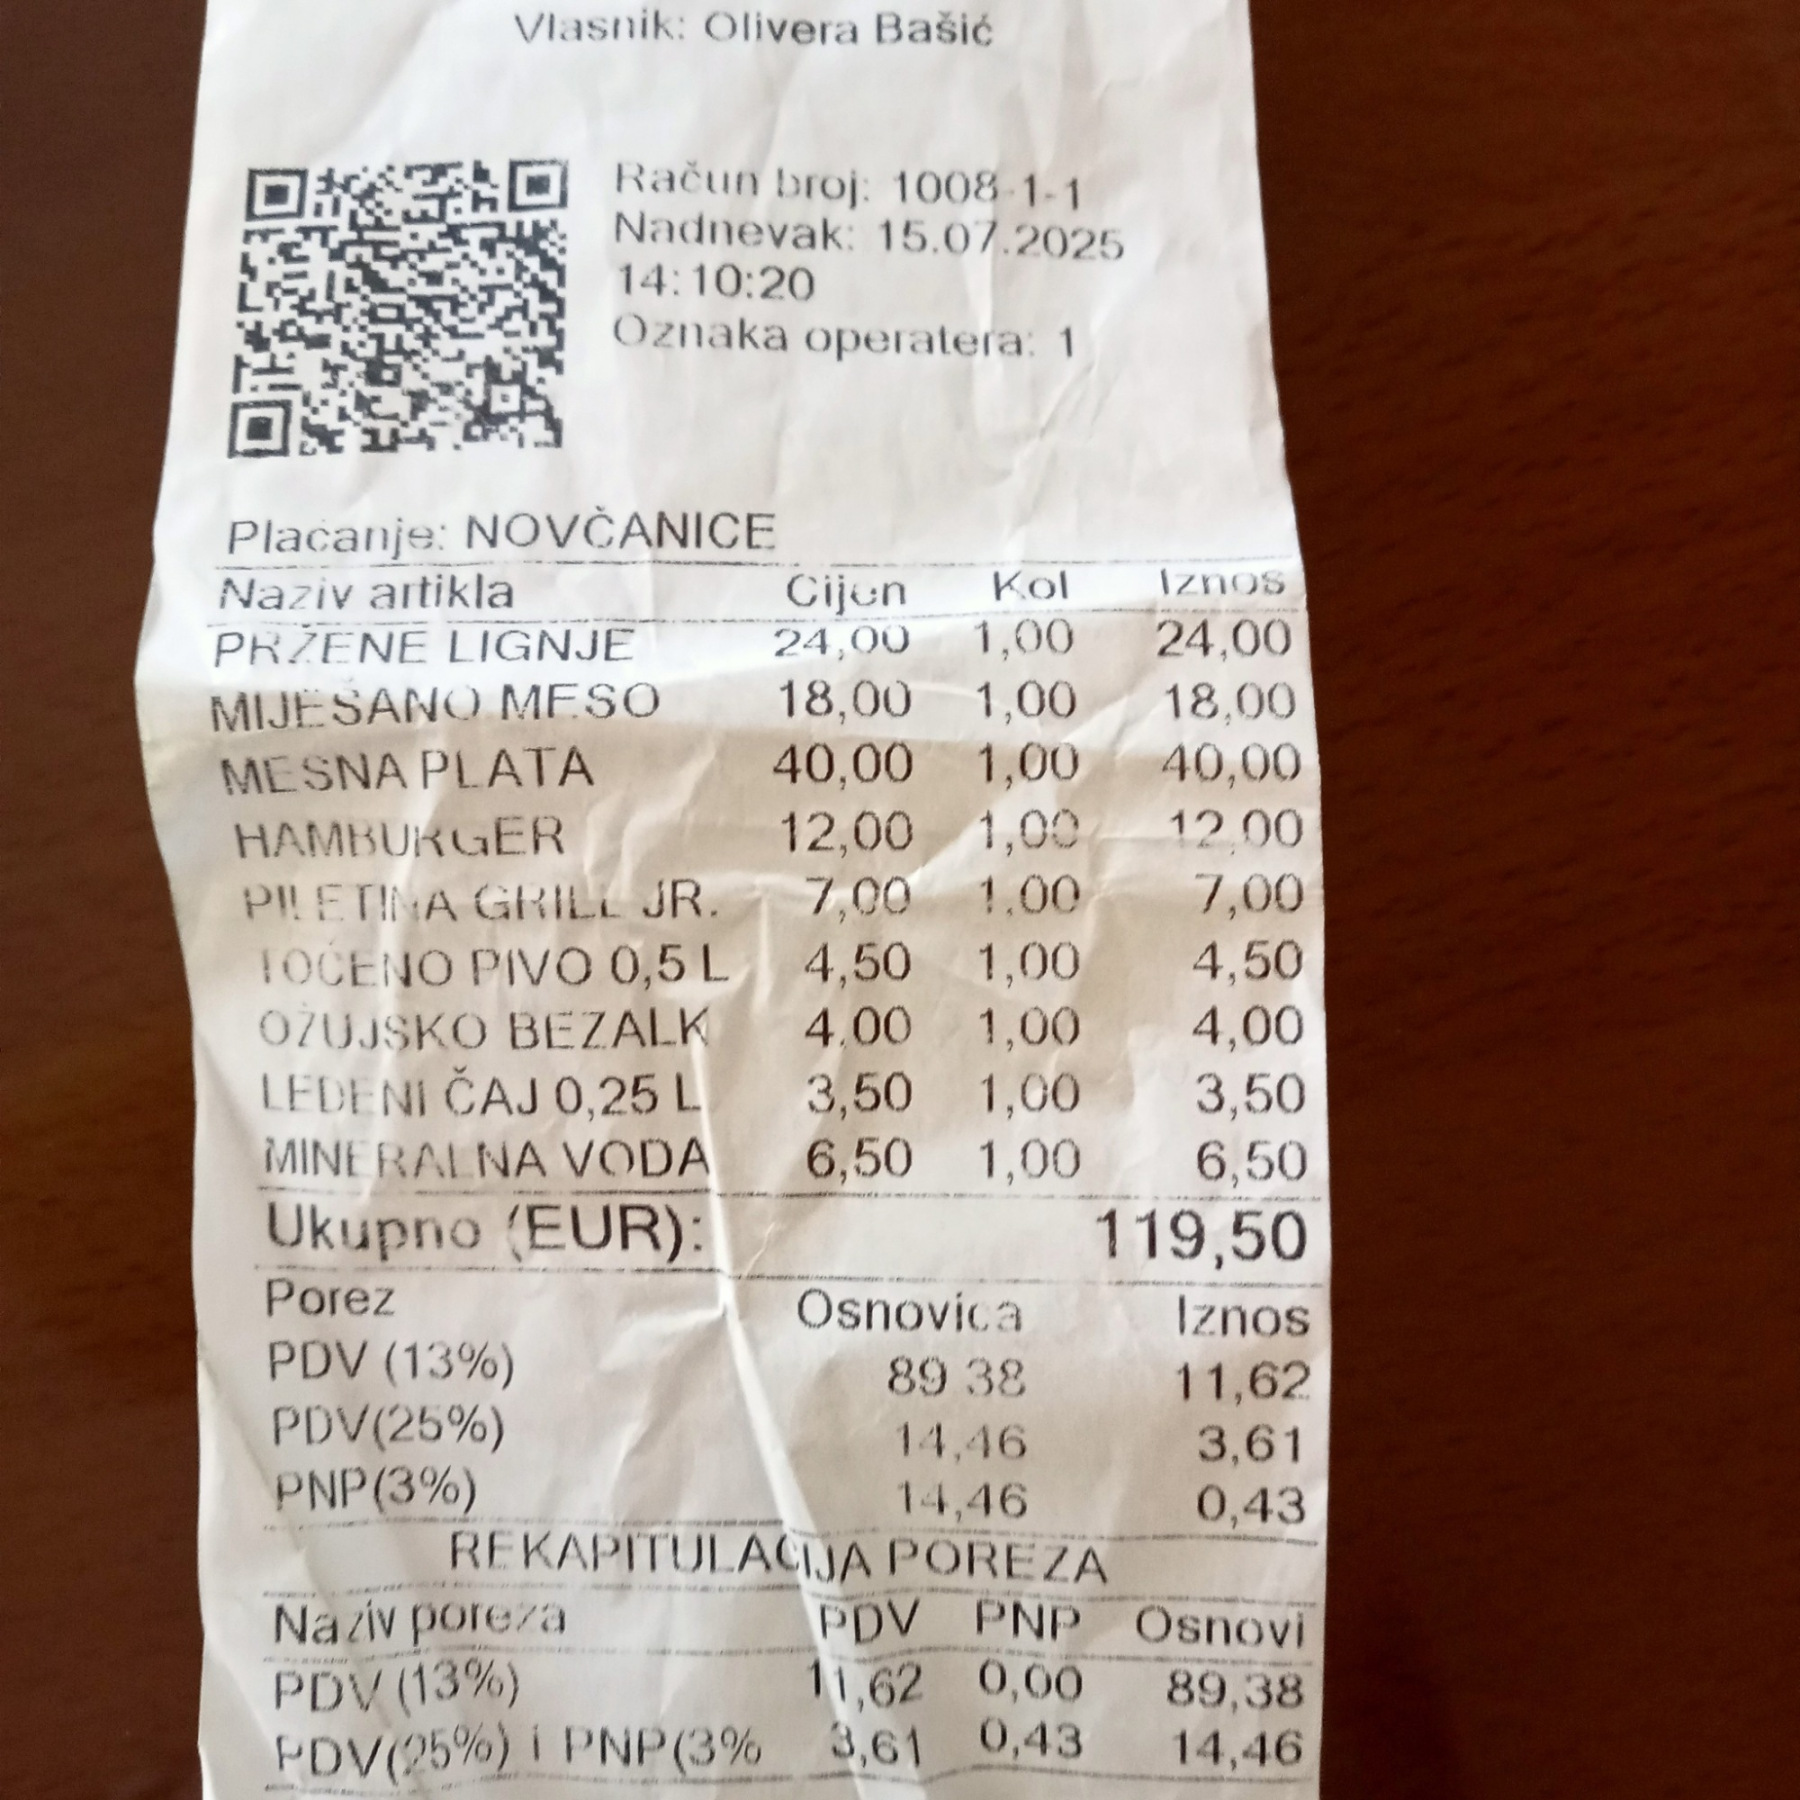 Vlasnik: Olivera Bašić
Račun broj: 1008-1-1
Nadnevak: 15.07.2025
14:10:20
Oznaka operatera: 1
Plaćanje: NOVČANICE
Naziv artikla Cijen Kol Iznos
PRŽENE LIGNJE 24,00 1,00 24,00
MIJEŠANO MESO 18,00 1,00 18,00
MESNA PLATA 40,00 1,00 40,00
HAMBURGER 12,00 1,00 12,00
PILETINA GRILL JR. 7,00 1,00 7,00
TOČENO PIVO 0,5 L 4,50 1,00 4,50
OŽUJSKO BEZALK 4,00 1,00 4,00
LEDENI ČAJ 0,25 L 3,50 1,00 3,50
MINERALNA VODA 6,50 1,00 6,50
Ukupno (EUR): 119,50
Porez Osnovica Iznos
PDV (13%) 89,38 11,62
PDV(25%) 14,46 3,61
PNP(3%) 14,46 0,43
REKAPITULACIJA POREZA
Naziv poreza PDV PNP Osnovi
PDV (13%) 11,62 0,00 89,38
PDV(25%) i PNP(3% 3,61 0,43 14,46